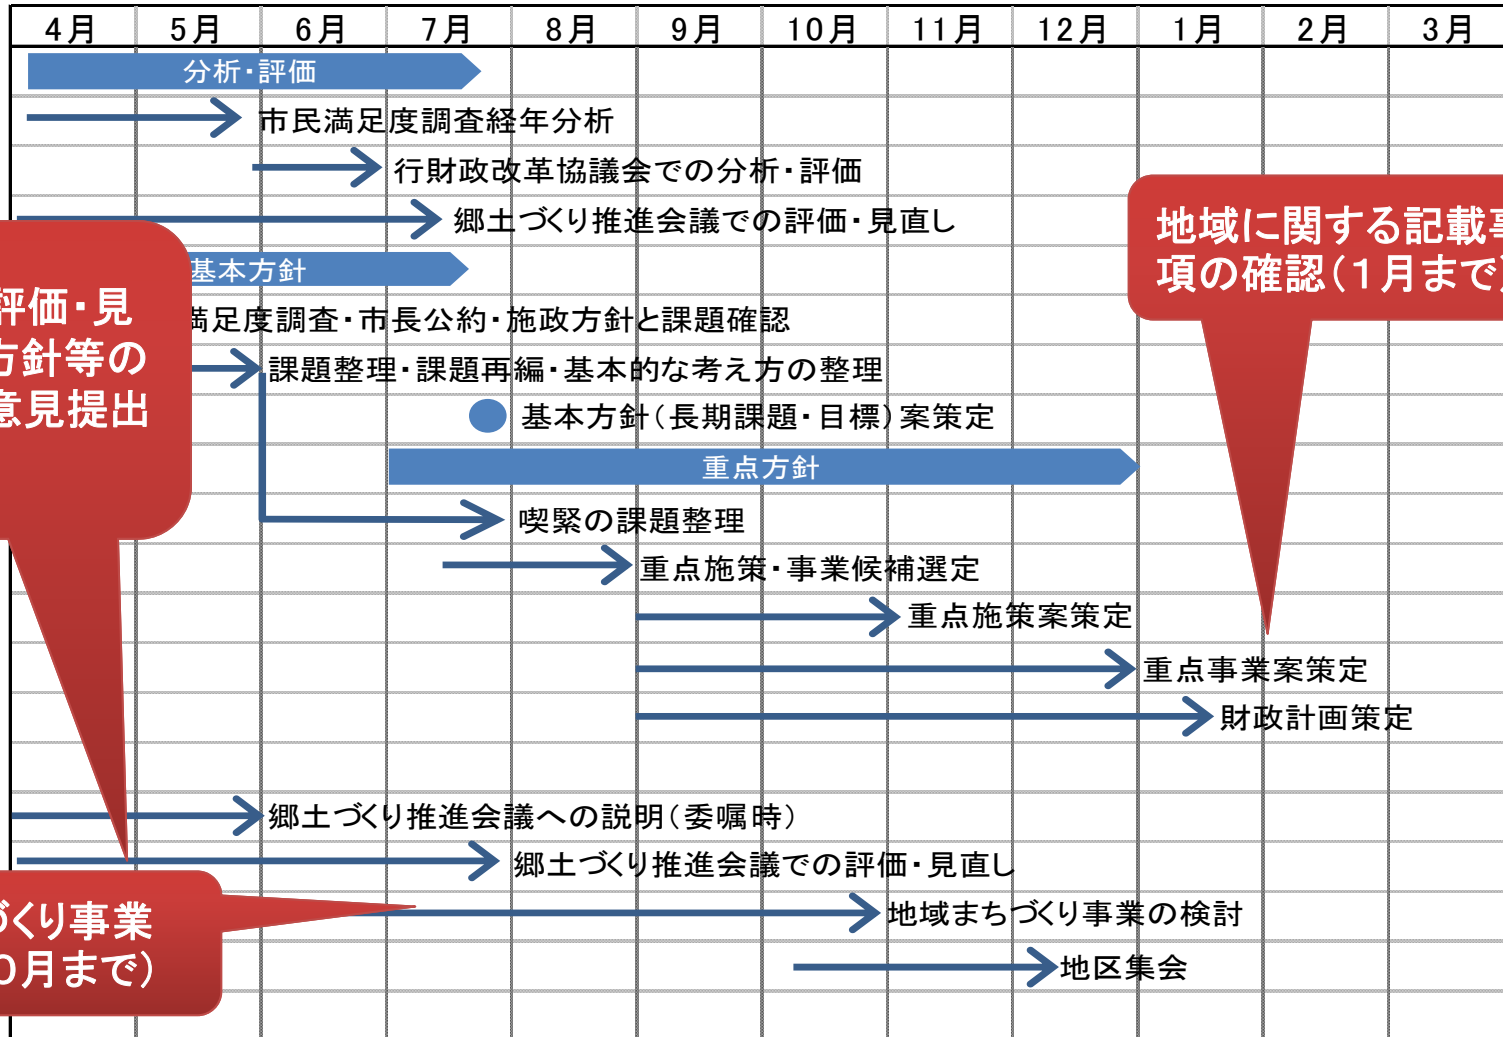 4月 5月 6月 7月 8月 9月 10月 11月 12月 1月 2月 3月
分析・評価
市民満足度調査経年分析
行財政改革協議会での分析・評価
郷土づくり推進会議での評価・見直し
基本方針
満足度調査・市長公約・施政方針と課題確認
課題整理・課題再編・基本的な考え方の整理
基本方針（長期課題・目標）案策定
重点方針
喫緊の課題整理
重点施策・事業候補選定
重点施策案策定
重点事業案策定
財政計画策定
郷土づくり推進会議への説明（委嘱時）
郷土づくり推進会議での評価・見直し
地域まちづくり事業の検討
地区集会
評価・見
方針等の
意見提出
づくり事業
0月まで）
地域に関する記載事
項の確認（1月まで）